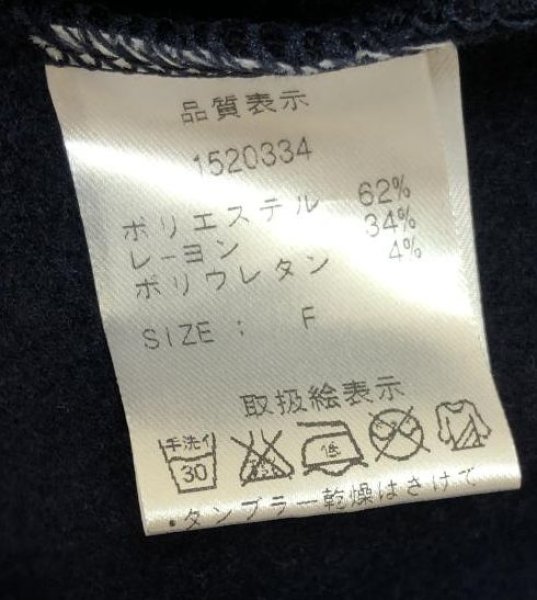 品質表示
1520334
ポリエステル 62%
レーヨン 34%
ポリウレタン 4%
SIZE : F
取扱絵表示
手洗イ
30
低
・タンブラー乾燥はさけて